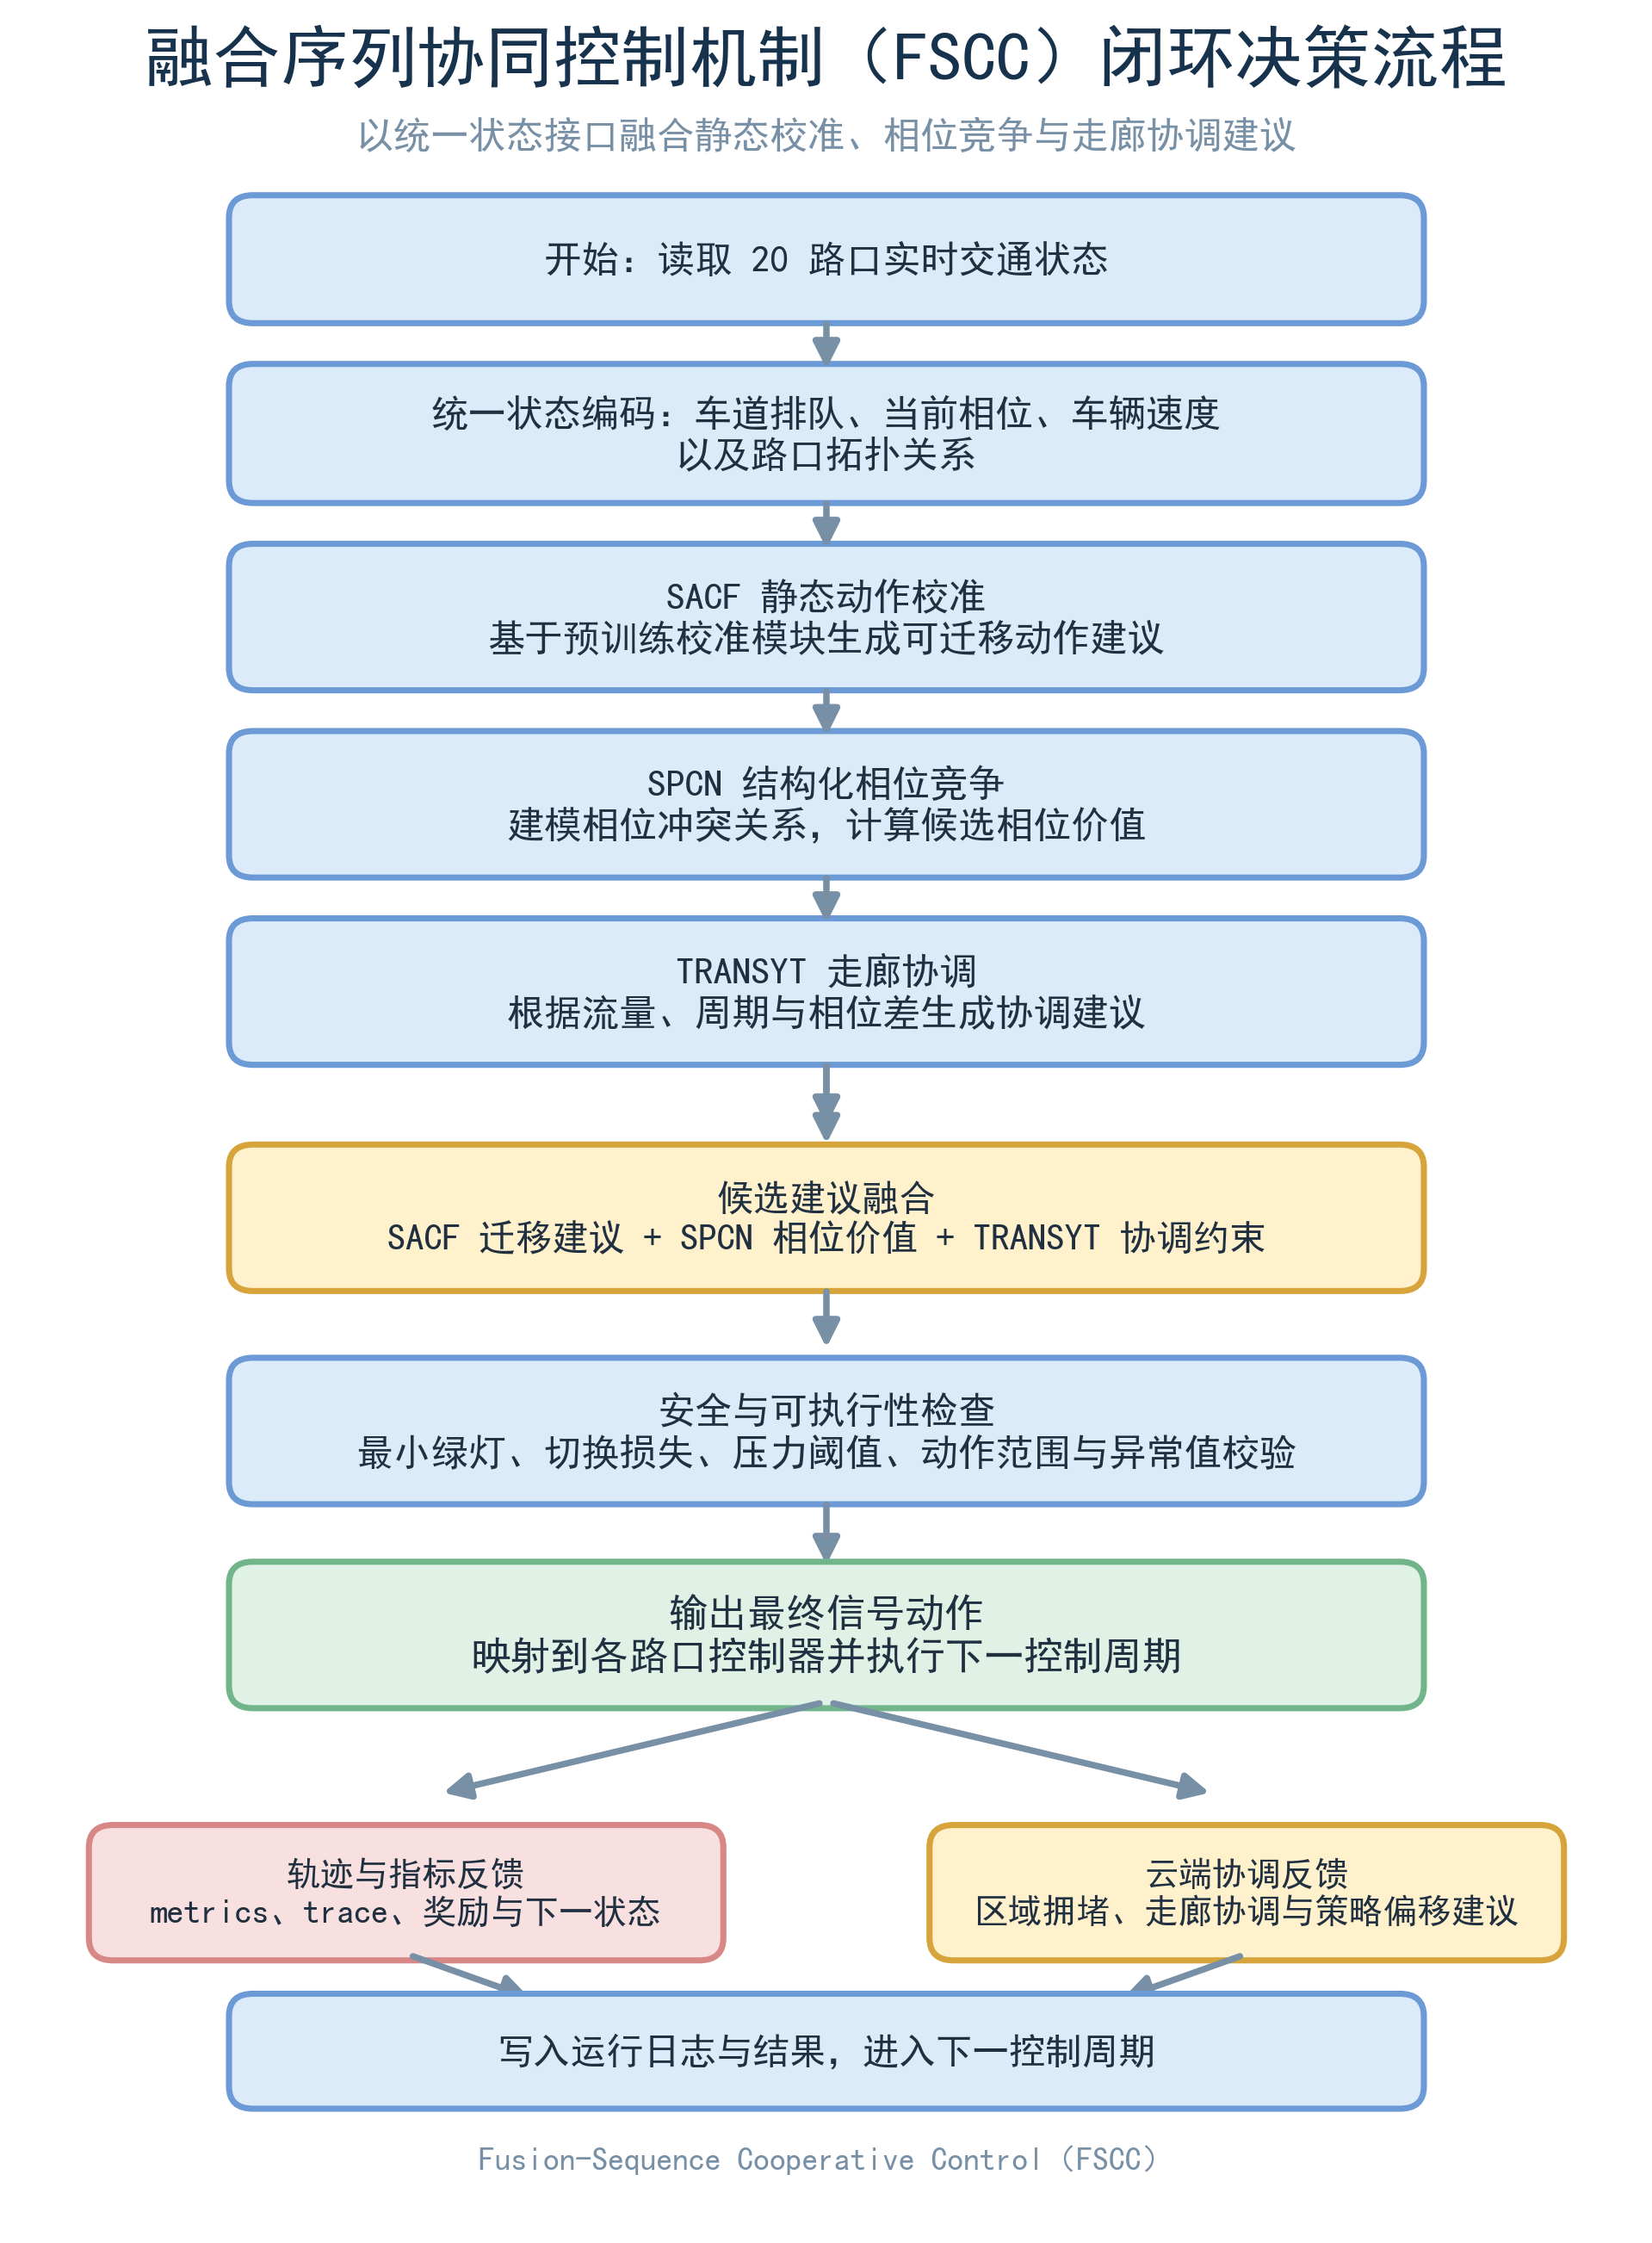 融合序列协同控制机制（FSCC）闭环决策流程
以统一状态接口融合静态校准、相位竞争与走廊协调建议
开始：读取 20 路口实时交通状态
统一状态编码：车道排队、当前相位、车辆速度
以及路口拓扑关系
SACF 静态动作校准
基于预训练校准模块生成可迁移动作建议
SPCN 结构化相位竞争
建模相位冲突关系，计算候选相位价值
TRANSYT 走廊协调
根据流量、周期与相位差生成协调建议
候选建议融合
SACF 迁移建议 + SPCN 相位价值 + TRANSYT 协调约束
安全与可执行性检查
最小绿灯、切换损失、压力阈值、动作范围与异常值校验
输出最终信号动作
映射到各路口控制器并执行下一控制周期
轨迹与指标反馈
metrics、trace、奖励与下一状态
云端协调反馈
区域拥堵、走廊协调与策略偏移建议
写入运行日志与结果，进入下一控制周期
Fusion-Sequence Cooperative Control（FSCC）